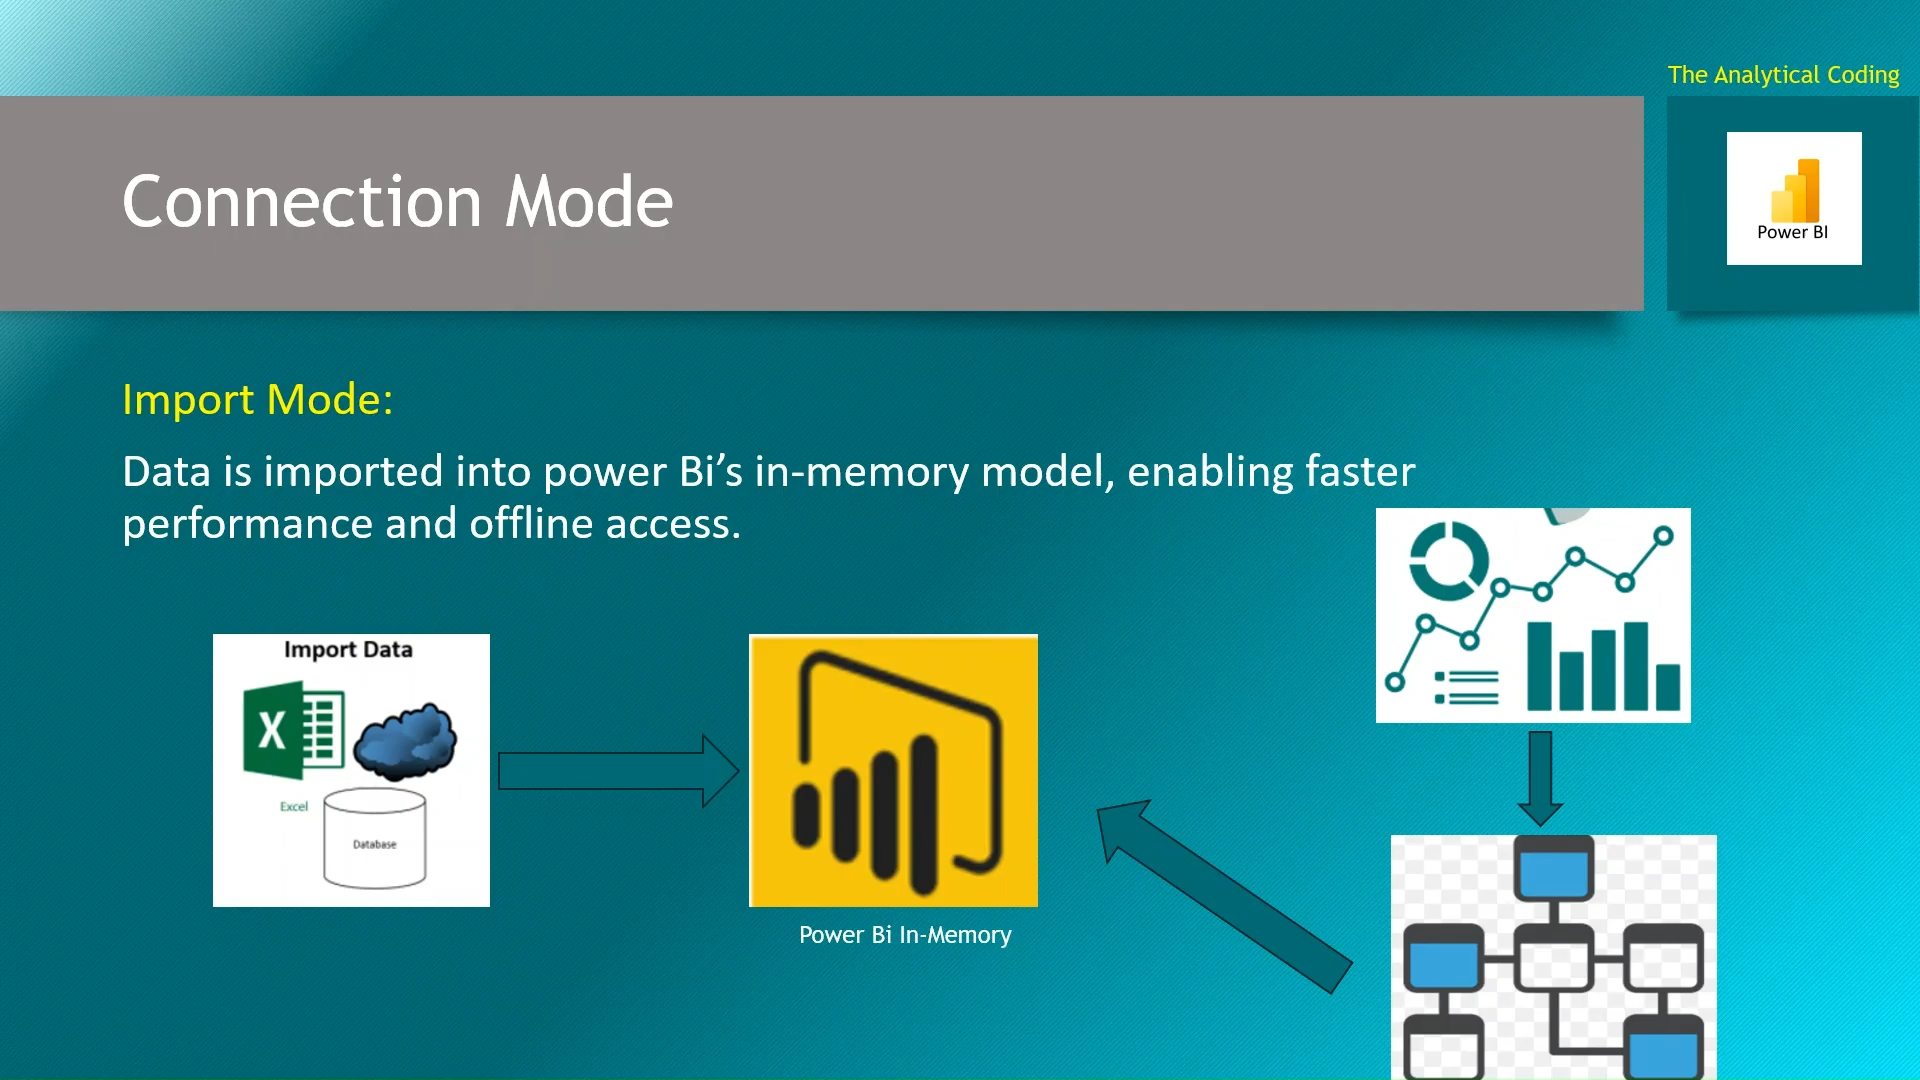 The Analytical Coding
Connection Mode
Power BI
Import Mode:
Data is imported into power Bi’s in-memory model, enabling faster
performance and offline access.
Import Data
X
Excel
Database
Power Bi In-Memory